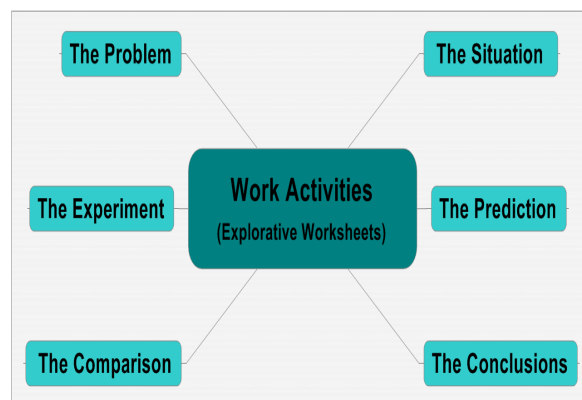 The Problem
The Situation
Work Activities
(Explorative Worksheets)
The Experiment
The Prediction
The Comparison
The Conclusions